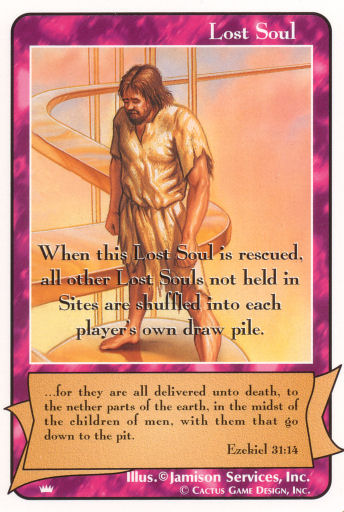 Lost Soul
When this Lost Soul is rescued,
all other Lost Souls not held in
Sites are shuffled into each
player's own draw pile.
...for they are all delivered unto death, to
the nether parts of the earth, in the midst of
the children of men, with them that go
down to the pit.
Ezekiel 31:14
Illus.©Jamison Services, Inc.
© Cactus Game Design, Inc.